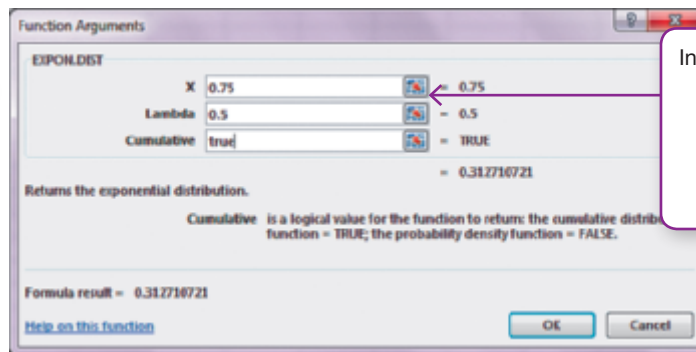 Function Arguments
EXPON.DIST
X 0.75 = 0.75
Lambda 0.5 = 0.5
Cumulative true = TRUE
= 0.312710721
Returns the exponential distribution.
Cumulative is a logical value for the function to return: the cumulative distrib
function = TRUE; the probability density function = FALSE.
Formula result = 0.312710721
Help on this function
OK Cancel
In